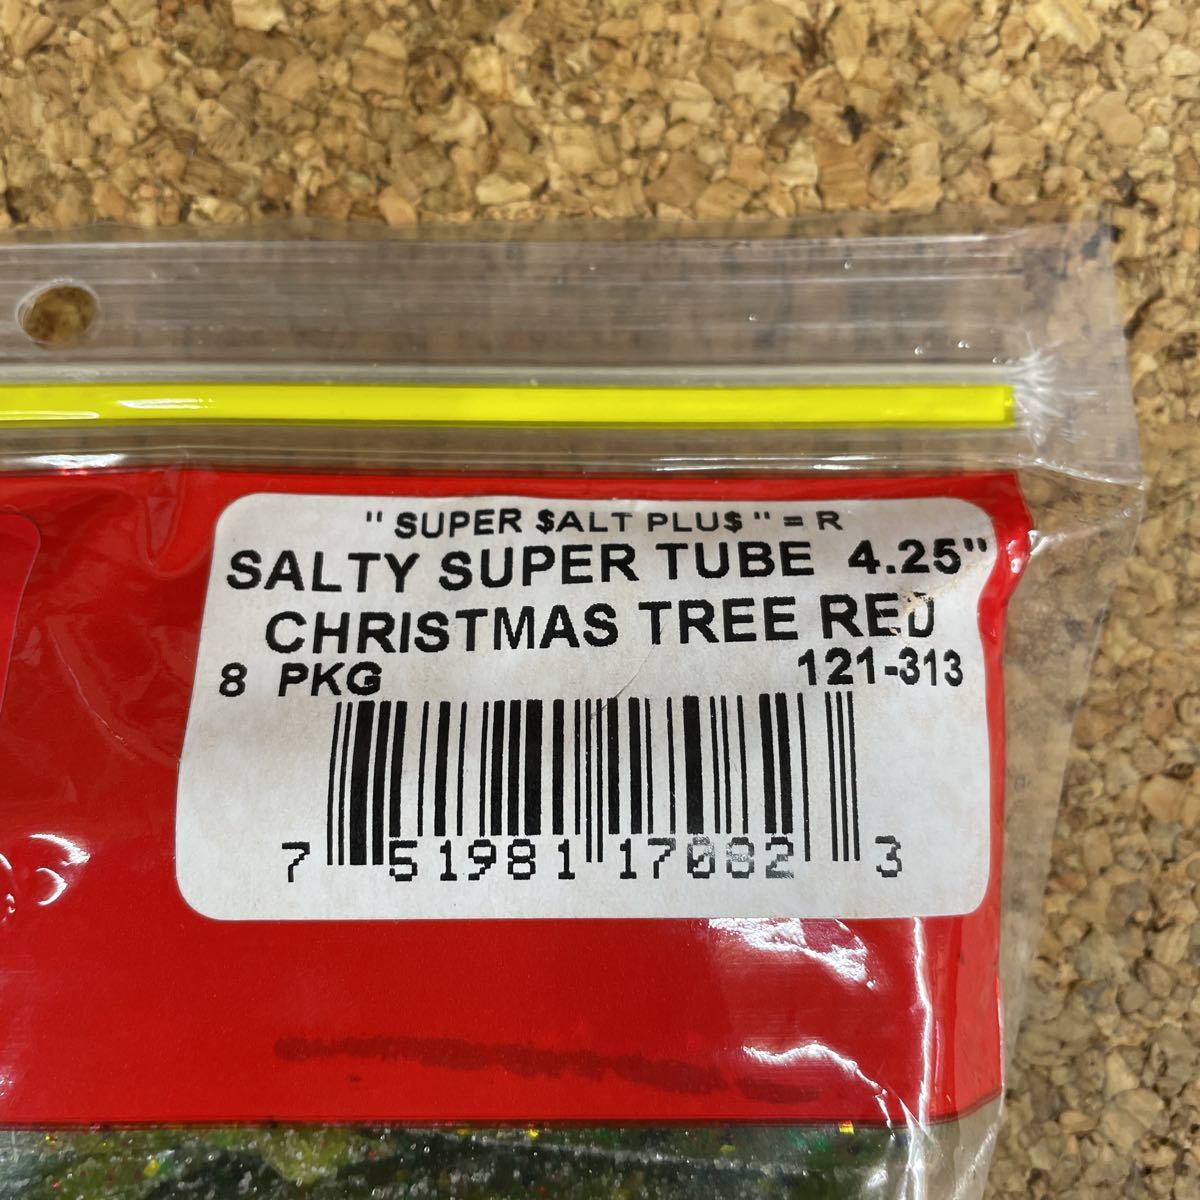 " SUPER $ALT PLU$ " = R
SALTY SUPER TUBE 4.25"
CHRISTMAS TREE RED
8 PKG 121-313
7 51981 17082 3